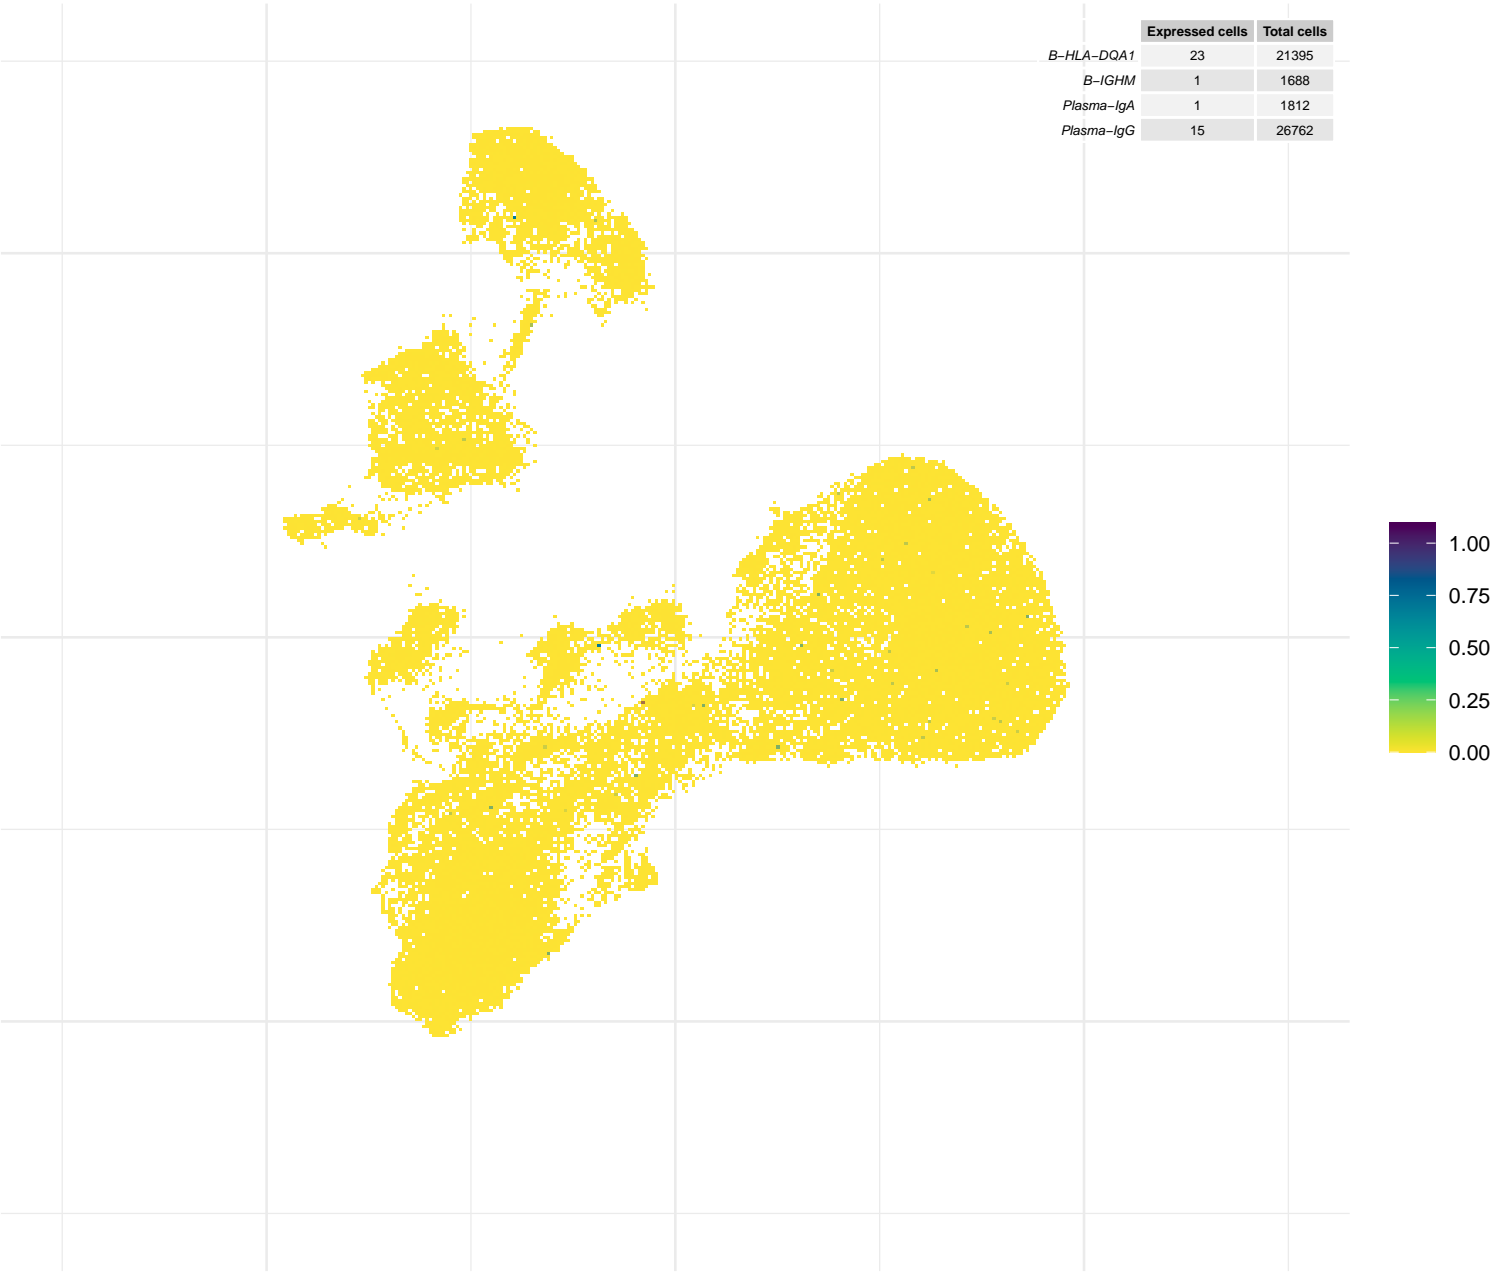 Expressed cells Total cells
B−HLA−DQA1 23 21395
B−IGHM 1 1688
Plasma−IgA 1 1812
Plasma−IgG 15 26762
1.00
0.75
0.50
0.25
0.00